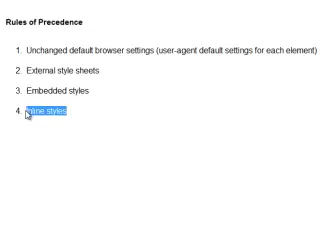 Rules of Precedence
1. Unchanged default browser settings (user-agent default settings for each element)
2. External style sheets
3. Embedded styles
4. Inline styles